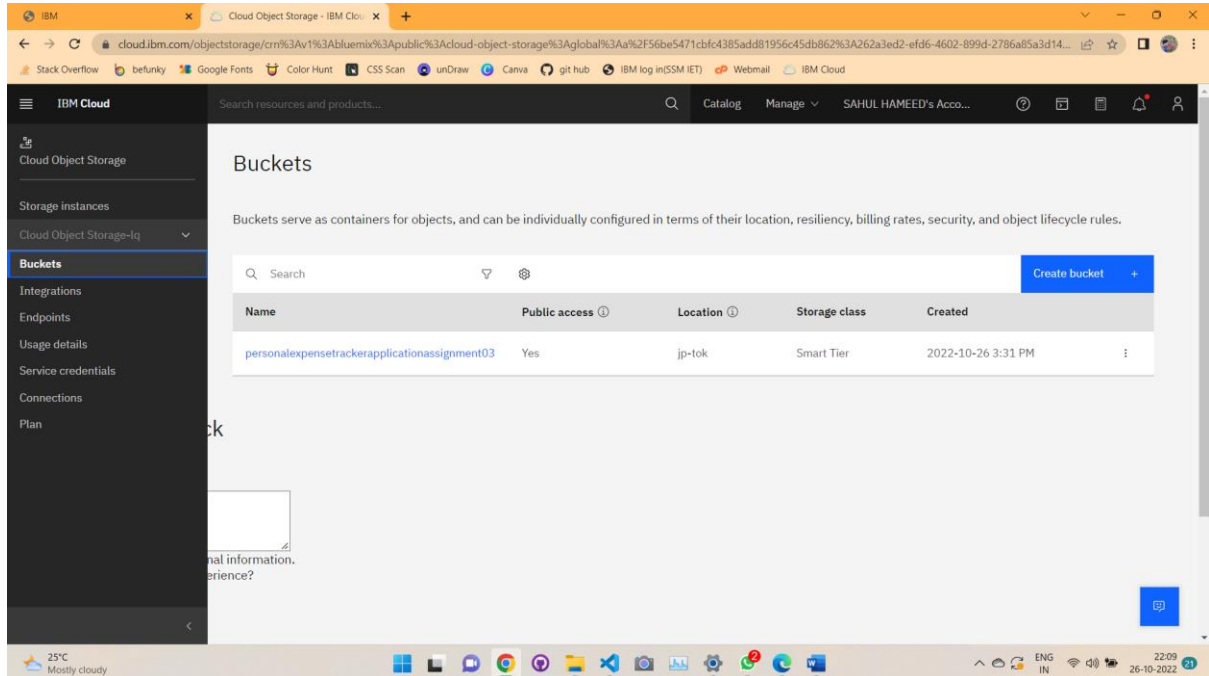 IBM
Cloud Object Storage - IBM Clou
cloud.ibm.com/objectstorage/crn%3Av1%3Abluemix%3Apublic%3Acloud-object-storage%3Aglobal%3Aa%2F56be5471cbfc4385add81956c45db862%3A262a3ed2-efd6-4602-899d-2786a85a3d14...
Stack Overflow befunky Google Fonts Color Hunt CSS Scan unDraw Canva git hub IBM log in(SSM IET) Webmail IBM Cloud
IBM Cloud Search resources and products... Catalog Manage SAHUL HAMEED's Acco...
Cloud Object Storage
Storage instances
Cloud Object Storage-lq
Buckets
Integrations
Endpoints
Usage details
Service credentials
Connections
Plan
Buckets
Buckets serve as containers for objects, and can be individually configured in terms of their location, resiliency, billing rates, security, and object lifecycle rules.
Search Create bucket +
Name Public access Location Storage class Created
personalexpensetrackerapplicationassignment03 Yes jp-tok Smart Tier 2022-10-26 3:31 PM
ck
nal information.
erience?
25°C
Mostly cloudy
2
ENG
IN
22:09
26-10-2022
21